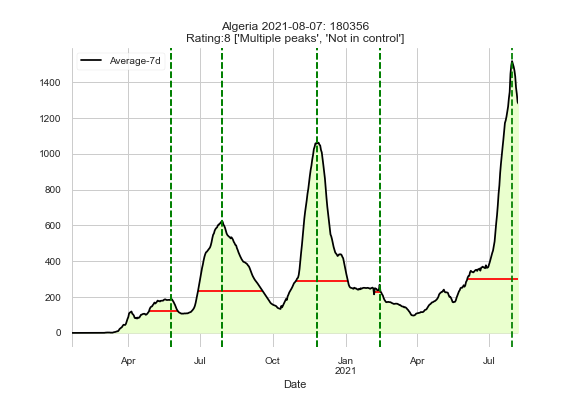 Algeria 2021-08-07: 180356
Rating:8 ['Multiple peaks', 'Not in control']
Average-7d
1400
1200
1000
800
600
400
200
0
Apr Jul Oct Jan Apr Jul
2021
Date